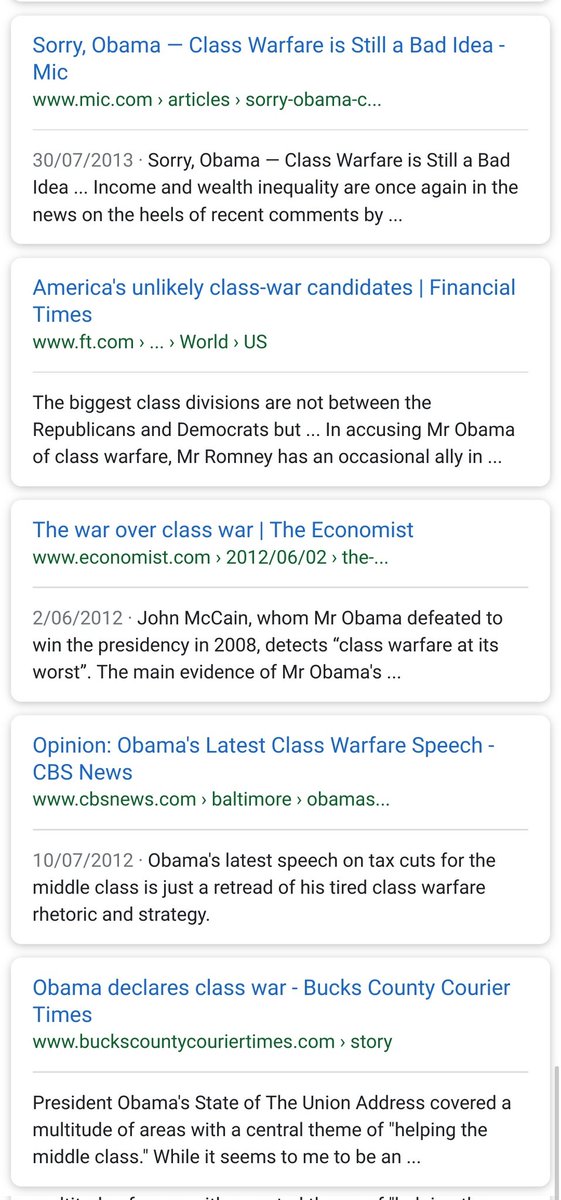 Sorry, Obama — Class Warfare is Still a Bad Idea -
Mic
www.mic.com › articles › sorry-obama-c...
30/07/2013 · Sorry, Obama — Class Warfare is Still a Bad
Idea ... Income and wealth inequality are once again in the
news on the heels of recent comments by ...
America's unlikely class-war candidates | Financial
Times
www.ft.com › ... › World › US
The biggest class divisions are not between the
Republicans and Democrats but ... In accusing Mr Obama
of class warfare, Mr Romney has an occasional ally in ...
The war over class war | The Economist
www.economist.com › 2012/06/02 › the-...
2/06/2012 · John McCain, whom Mr Obama defeated to
win the presidency in 2008, detects “class warfare at its
worst”. The main evidence of Mr Obama's ...
Opinion: Obama's Latest Class Warfare Speech -
CBS News
www.cbsnews.com › baltimore › obamas...
10/07/2012 · Obama's latest speech on tax cuts for the
middle class is just a retread of his tired class warfare
rhetoric and strategy.
Obama declares class war - Bucks County Courier
Times
www.buckscountycouriertimes.com › story
President Obama's State of The Union Address covered a
multitude of areas with a central theme of "helping the
middle class." While it seems to me to be an ...